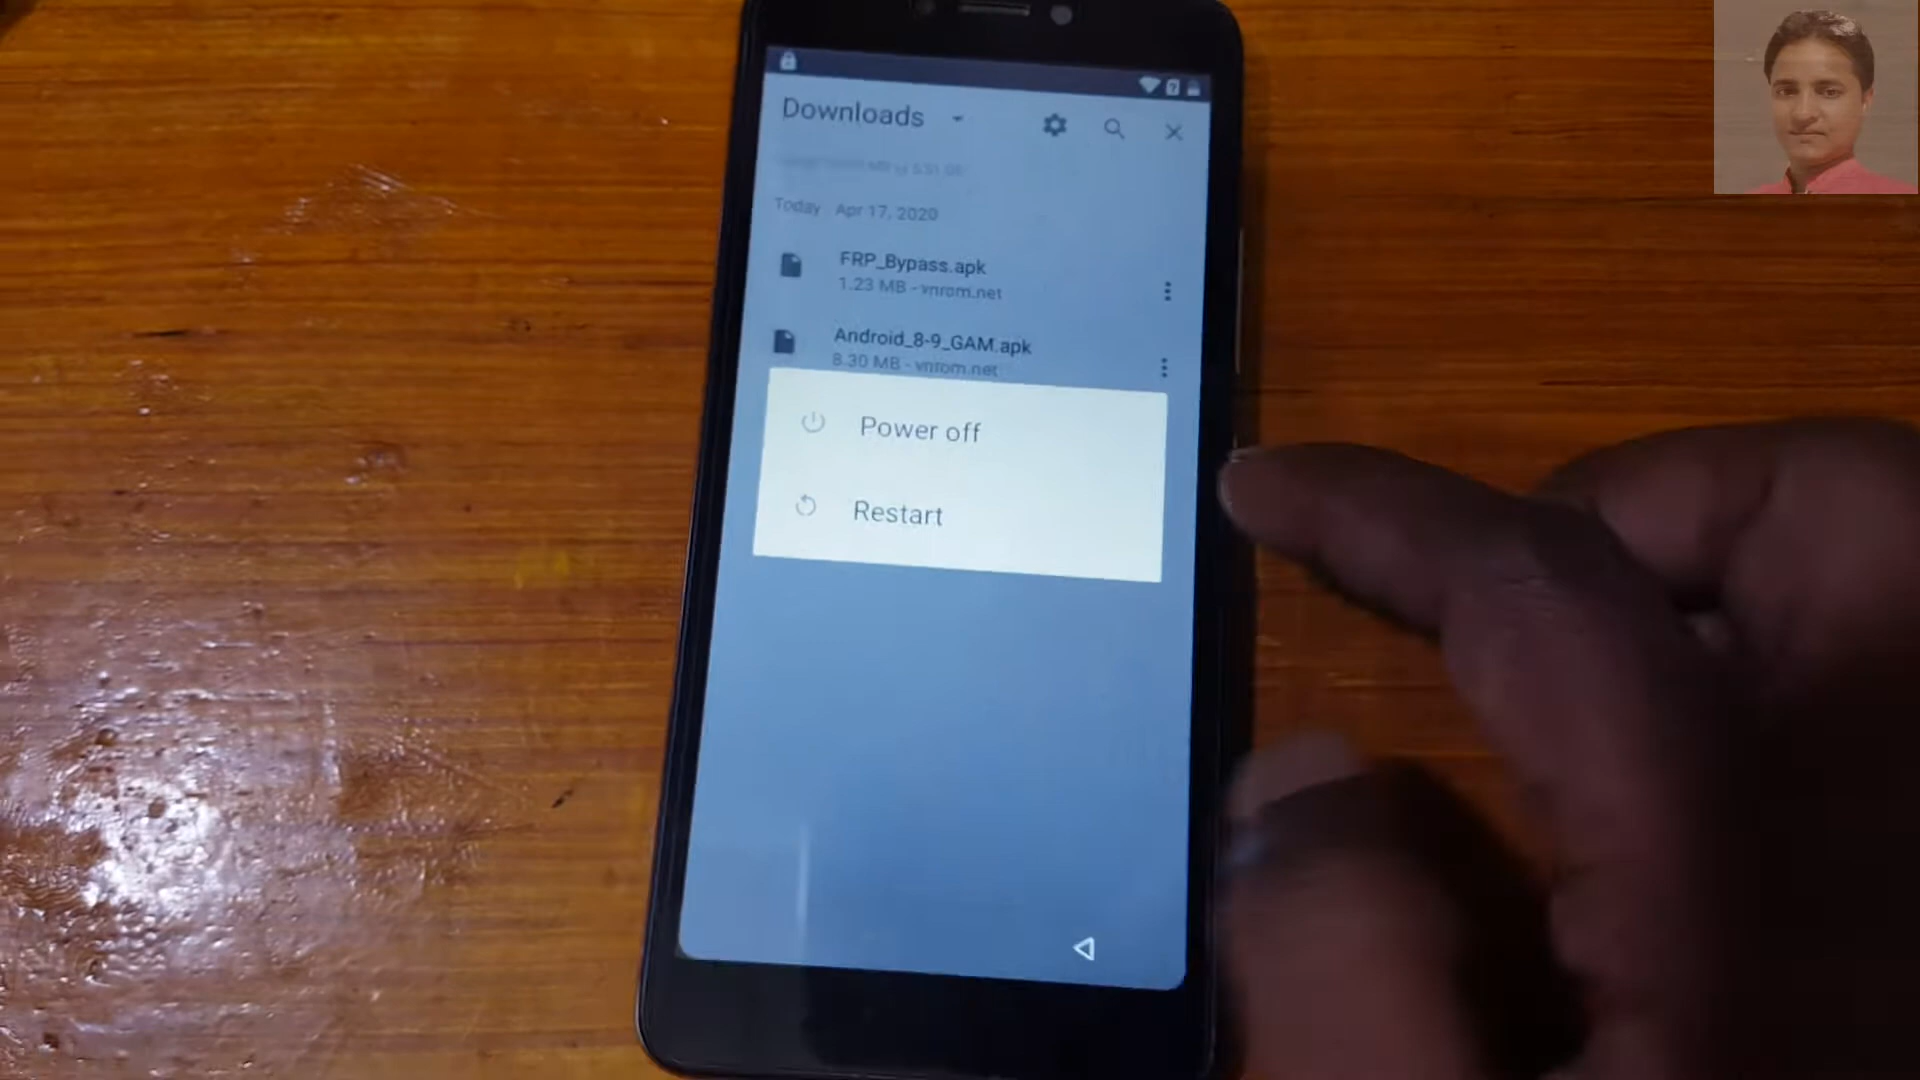 Downloads
Today Apr 17, 2020
FRP_Bypass.apk
1.23 MB - vnrom.net
Android_8-9_GAM.apk
8.30 MB - vnrom.net
Power off
Restart